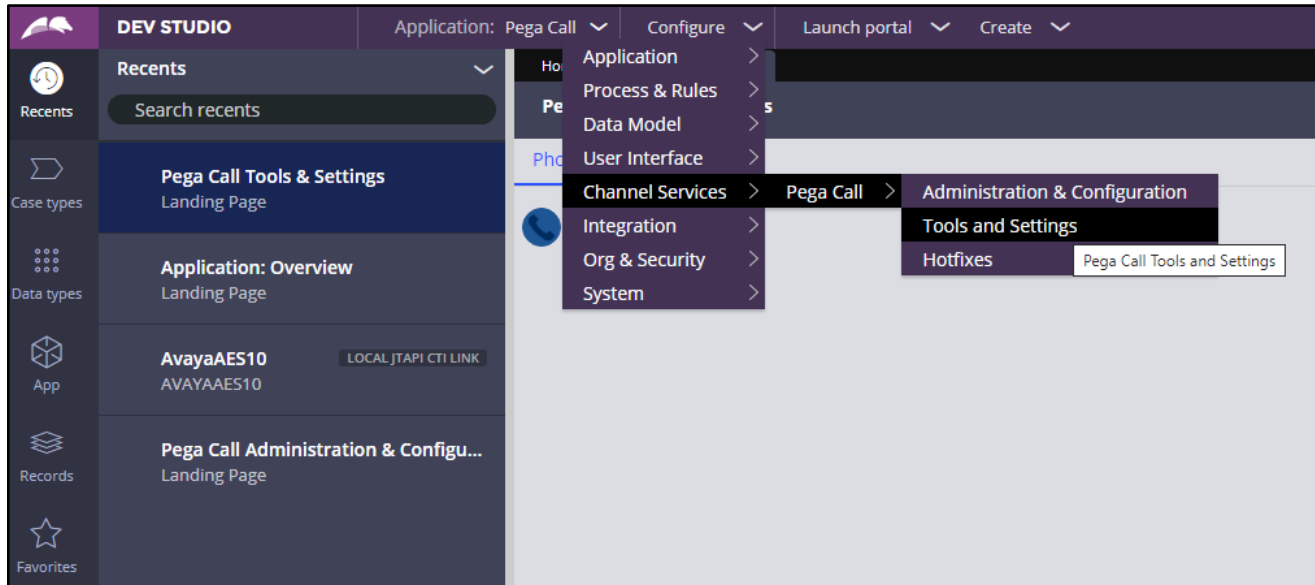 DEV STUDIO
Application: Pega Call
Configure
Launch portal
Create
Recents
Case types
Data types
App
Records
Favorites
Recents
Search recents
Pega Call Tools & Settings
Landing Page
Application: Overview
Landing Page
AvayaAES10
LOCAL JTAPI CTI LINK
AVAYAAES10
Pega Call Administration & Configu...
Landing Page
Application
Process & Rules
Data Model
User Interface
Channel Services
Integration
Org & Security
System
Pega Call
Administration & Configuration
Tools and Settings
Hotfixes
Pega Call Tools and Settings